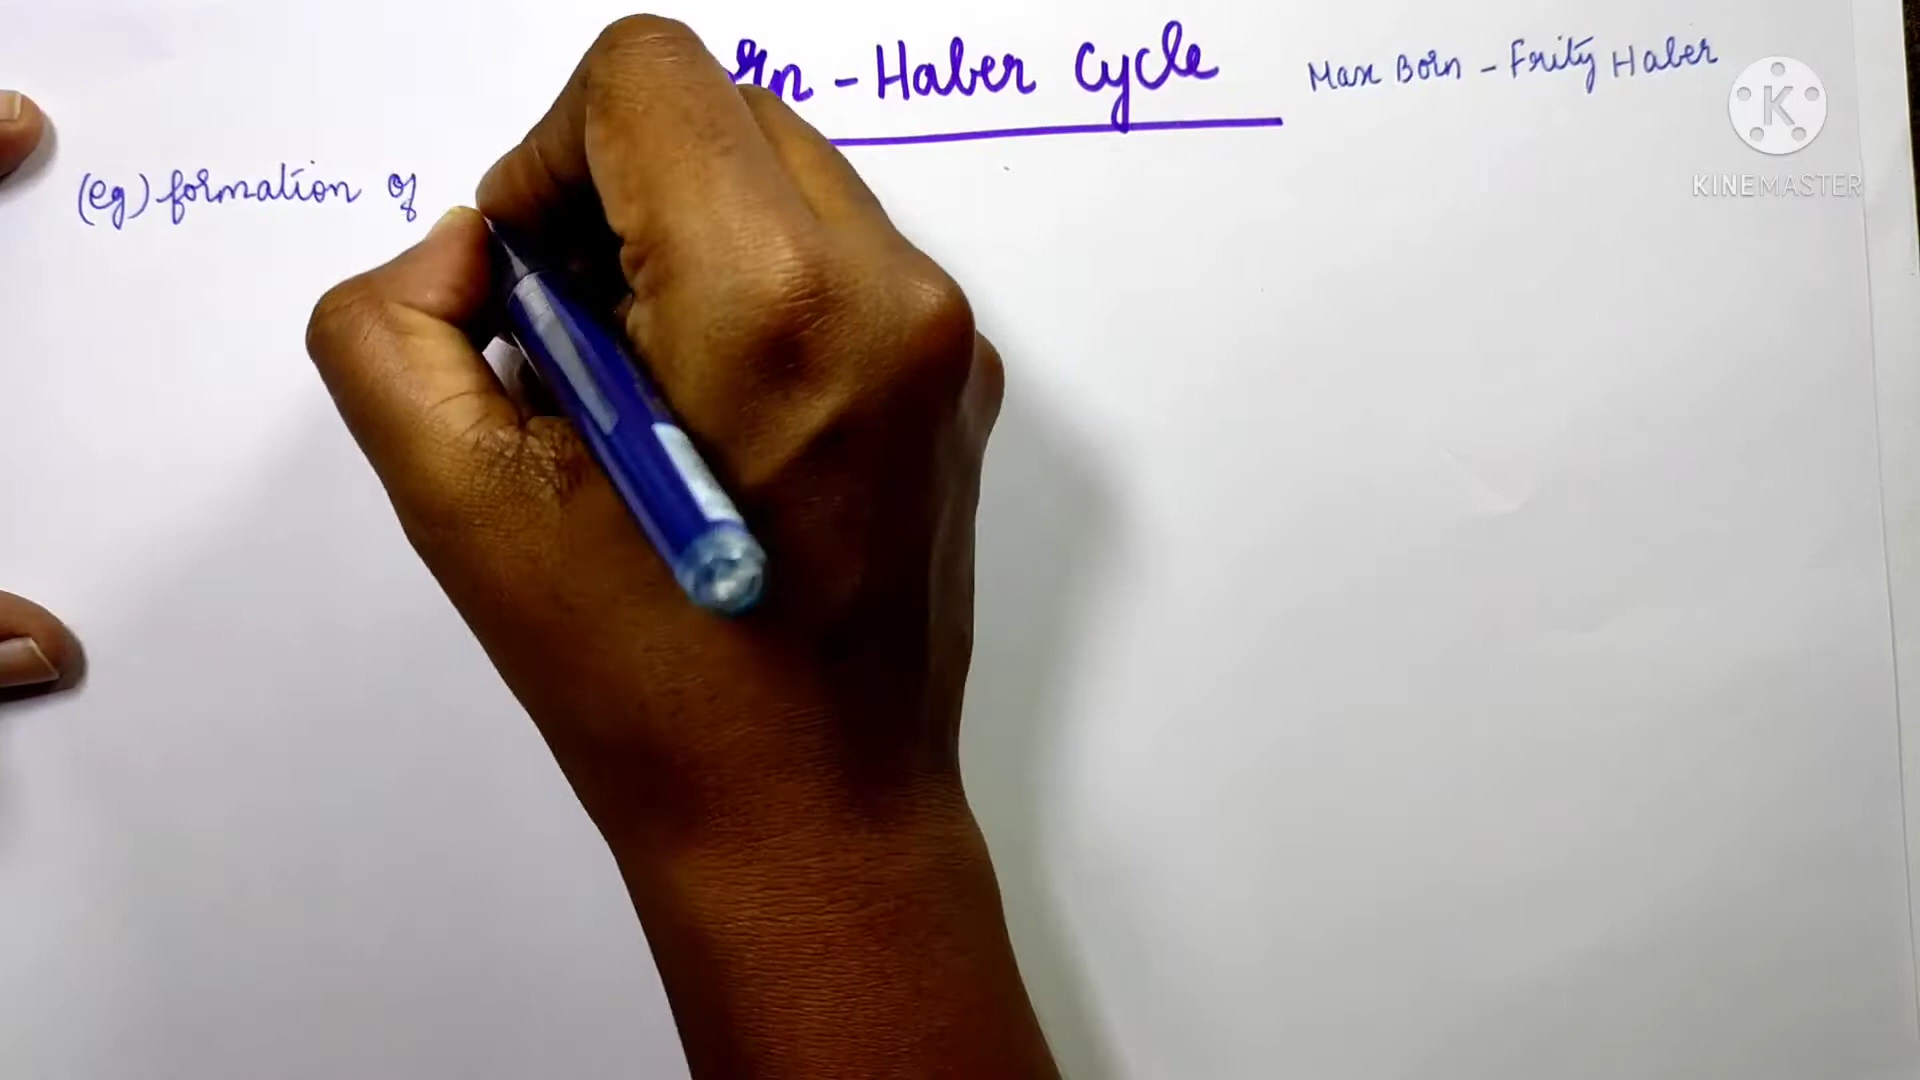 rn - Haber Cycle
Max Born - Frity Haber
KINEMASTER
(eg) formation of